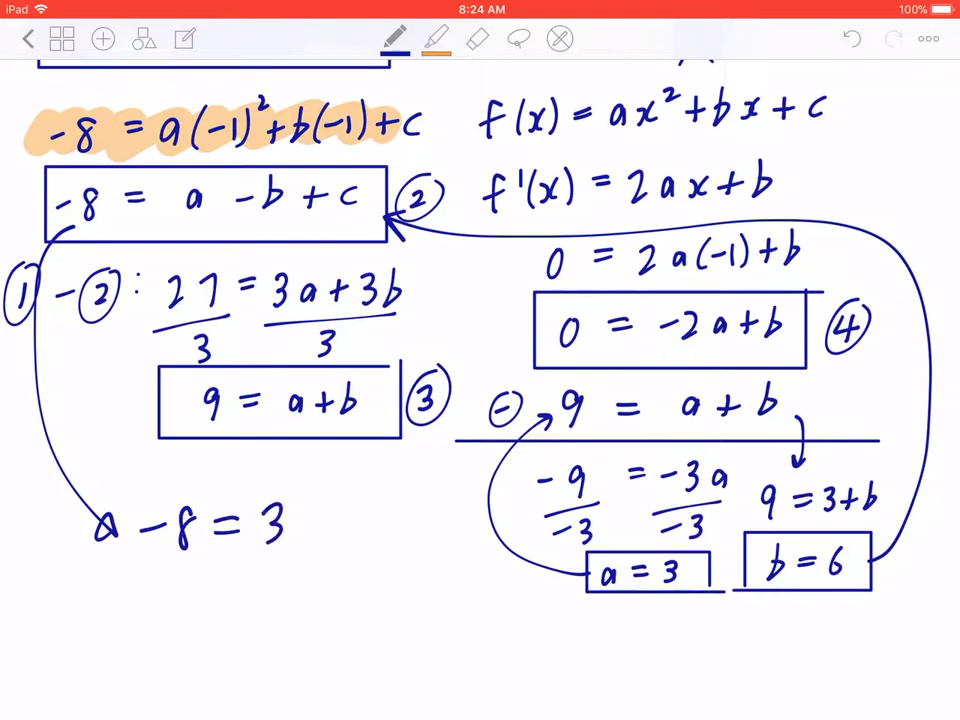 iPad 8:24 AM 100%
-8 = a(-1)² + b(-1) + c
f(x) = ax² + bx + c
-8 = a - b + c ②
f'(x) = 2ax + b
0 = 2a(-1) + b
① - ② : 27 = 3a + 3b
3 3
0 = -2a + b ④
9 = a + b ③
⊖ 9 = a + b
-9 = -3a
-3 -3
9 = 3 + b
-8 = 3
a = 3
b = 6